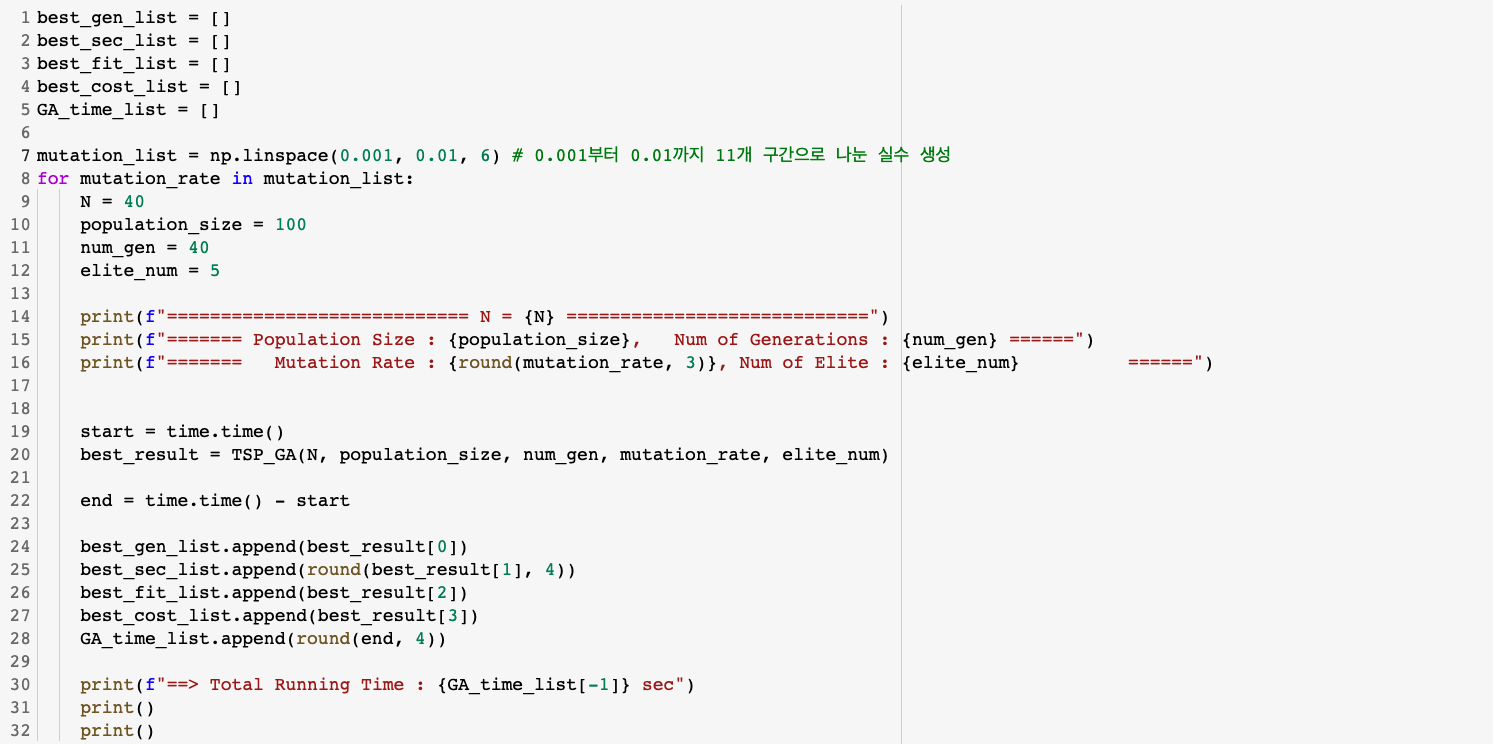 1 best_gen_list = []
2 best_sec_list = []
3 best_fit_list = []
4 best_cost_list = []
5 GA_time_list = []
6
7 mutation_list = np.linspace(0.001, 0.01, 6) # 0.001부터 0.01까지 11개 구간으로 나눈 실수 생성
8 for mutation_rate in mutation_list:
9     N = 40
10     population_size = 100
11     num_gen = 40
12     elite_num = 5
13
14     print(f"============================ N = {N} ============================")
15     print(f"======= Population Size : {population_size},   Num of Generations : {num_gen} ======")
16     print(f"=======   Mutation Rate : {round(mutation_rate, 3)}, Num of Elite : {elite_num}          ======")
17
18
19     start = time.time()
20     best_result = TSP_GA(N, population_size, num_gen, mutation_rate, elite_num)
21
22     end = time.time() - start
23
24     best_gen_list.append(best_result[0])
25     best_sec_list.append(round(best_result[1], 4))
26     best_fit_list.append(best_result[2])
27     best_cost_list.append(best_result[3])
28     GA_time_list.append(round(end, 4))
29
30     print(f"==> Total Running Time : {GA_time_list[-1]} sec")
31     print()
32     print()